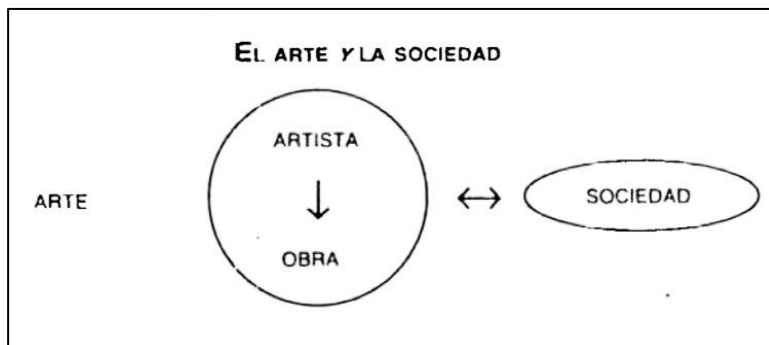 EL ARTE Y LA SOCIEDAD
ARTISTA
ARTE
SOCIEDAD
OBRA